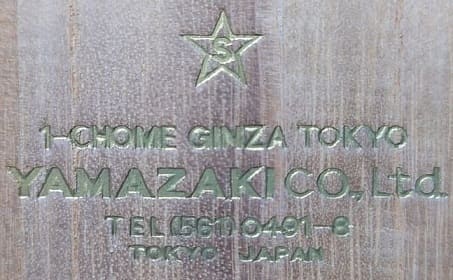 S
1-CHOME GINZA TOKYO
YAMAZAKI CO., Ltd.
TEL (561) 0491-8
TOKYO JAPAN